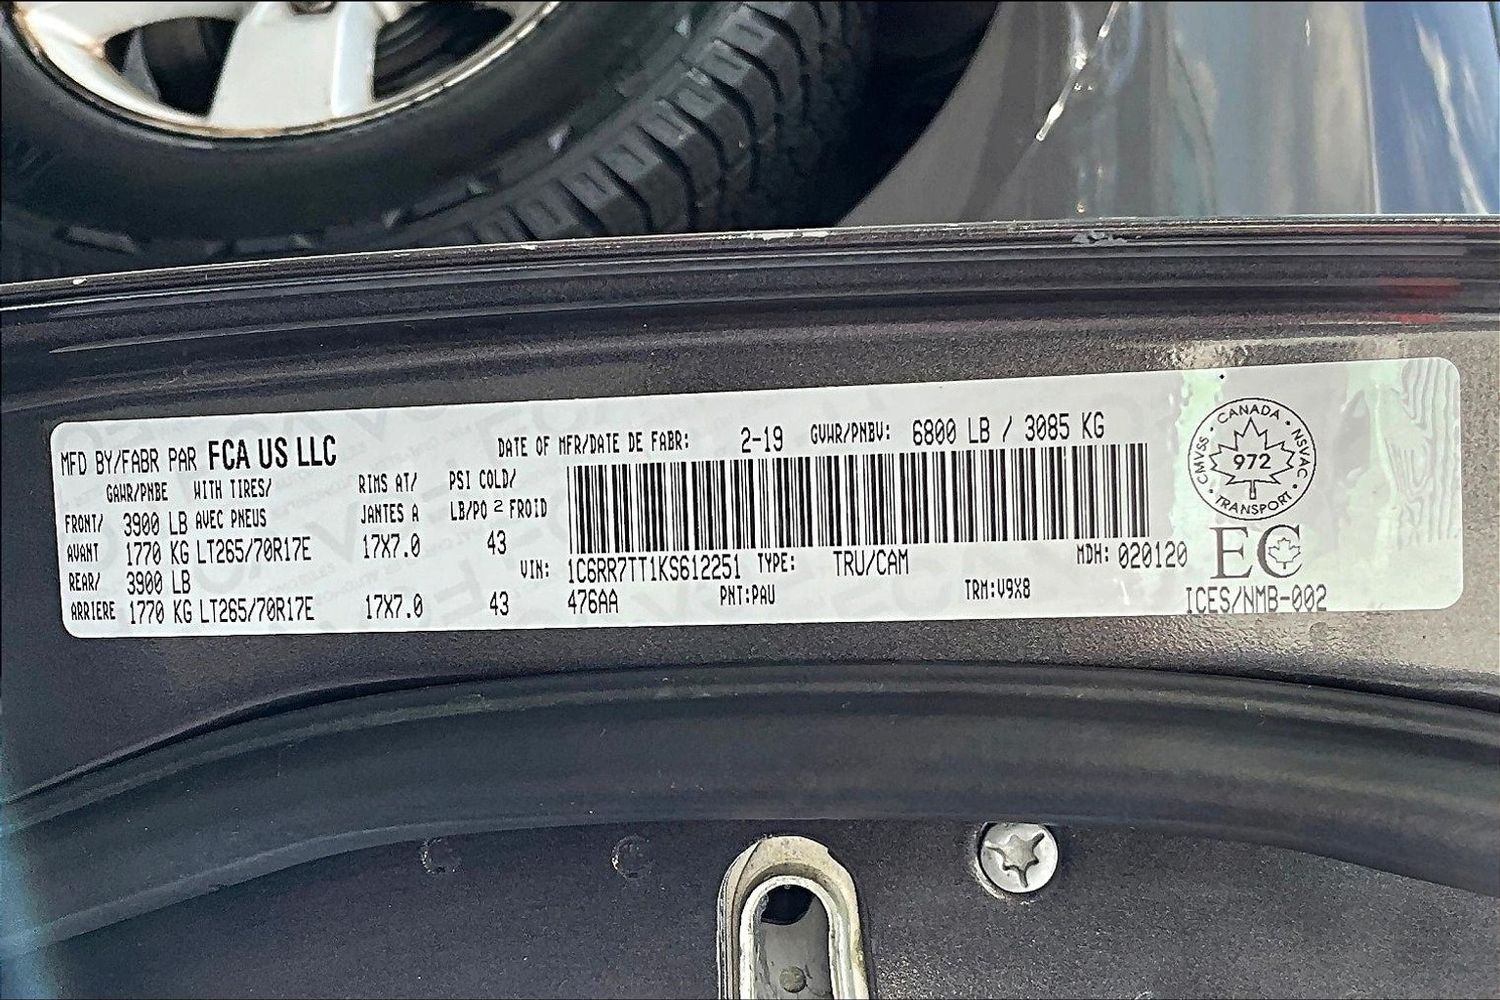 MFD BY/FABR PAR FCA US LLC
DATE OF MFR/DATE DE FABR: 2-19 GVWR/PNBV: 6800 LB / 3085 KG
GAWR/PNBE WITH TIRES/ RIMS AT/ PSI COLD/
FRONT/ 3900 LB AVEC PNEUS JANTES A LB/PO 2 FROID
AVANT 1770 KG LT265/70R17E 17X7.0 43
REAR/ 3900 LB
ARRIERE 1770 KG LT265/70R17E 17X7.0 43
VIN: 1C6RR7TT1KS612251 TYPE: TRU/CAM MDH: 020120
476AA PNT:PAU TRM:V9X8
CANADA
CMVSS 972 NSVAC
TRANSPORT
EC
ICES/NMB-002